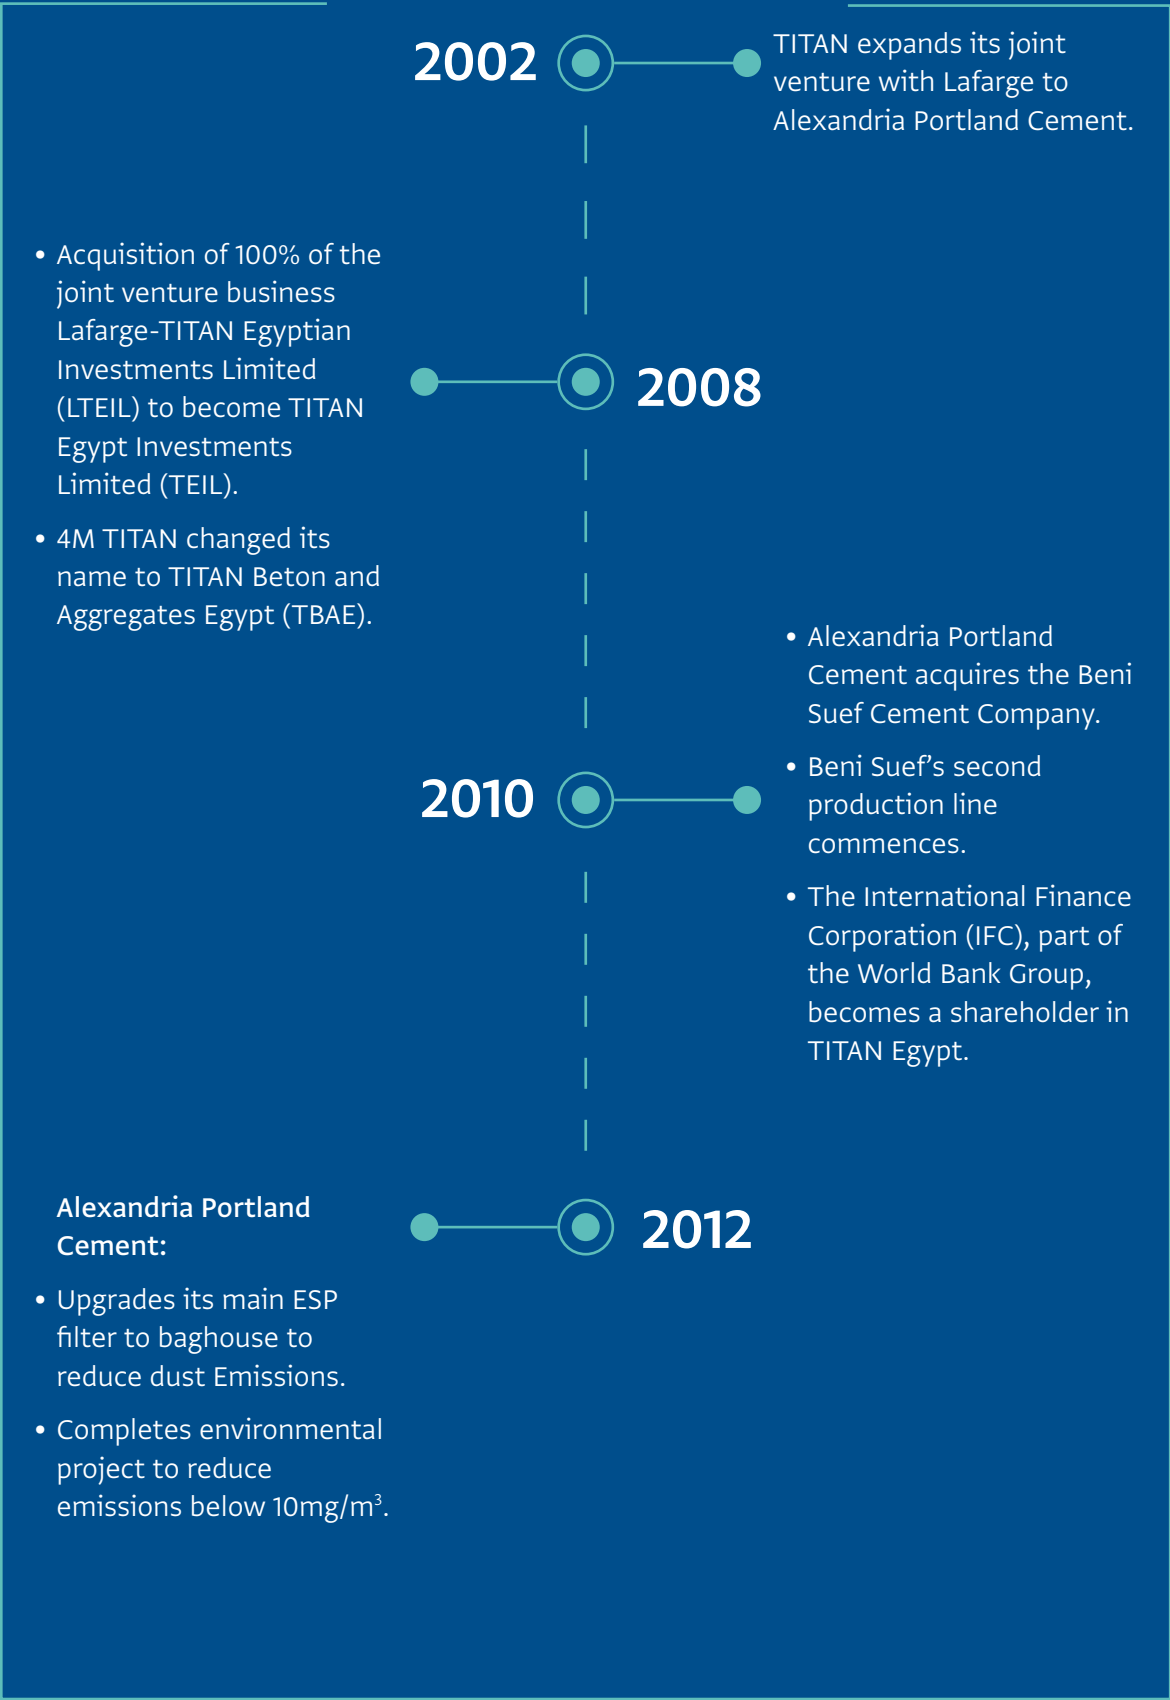 2002
TITAN expands its joint
venture with Lafarge to
Alexandria Portland Cement.
• Acquisition of 100% of the
joint venture business
Lafarge-TITAN Egyptian
Investments Limited
(LTEIL) to become TITAN
Egypt Investments
Limited (TEIL).
• 4M TITAN changed its
name to TITAN Beton and
Aggregates Egypt (TBAE).
2008
2010
• Alexandria Portland
Cement acquires the Beni
Suef Cement Company.
• Beni Suef’s second
production line
commences.
• The International Finance
Corporation (IFC), part of
the World Bank Group,
becomes a shareholder in
TITAN Egypt.
Alexandria Portland
Cement:
• Upgrades its main ESP
filter to baghouse to
reduce dust Emissions.
• Completes environmental
project to reduce
emissions below 10mg/m³.
2012